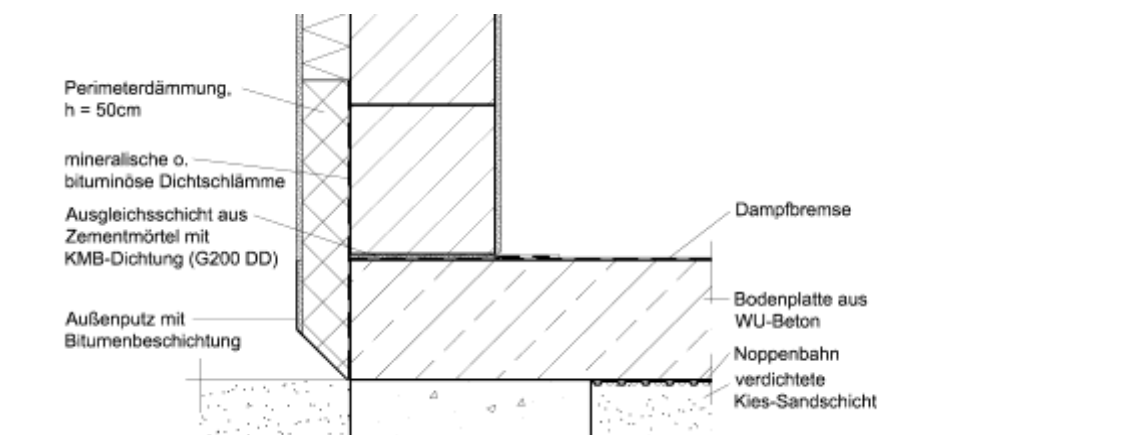 Perimeterdämmung,
h = 50cm
mineralische o.
bituminöse Dichtschlämme
Ausgleichsschicht aus
Zementmörtel mit
KMB-Dichtung (G200 DD)
Außenputz mit
Bitumenbeschichtung
Dampfbremse
Bodenplatte aus
WU-Beton
Noppenbahn
verdichtete
Kies-Sandschicht